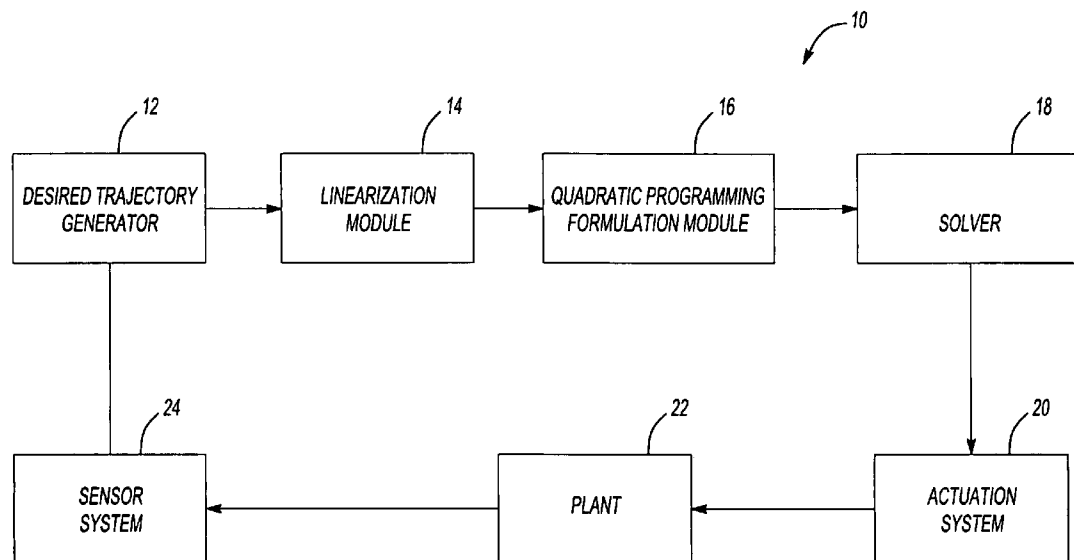 10
12
14
16
18
DESIRED TRAJECTORY
GENERATOR
LINEARIZATION
MODULE
QUADRATIC PROGRAMMING
FORMULATION MODULE
SOLVER
24
22
20
SENSOR
SYSTEM
PLANT
ACTUATION
SYSTEM